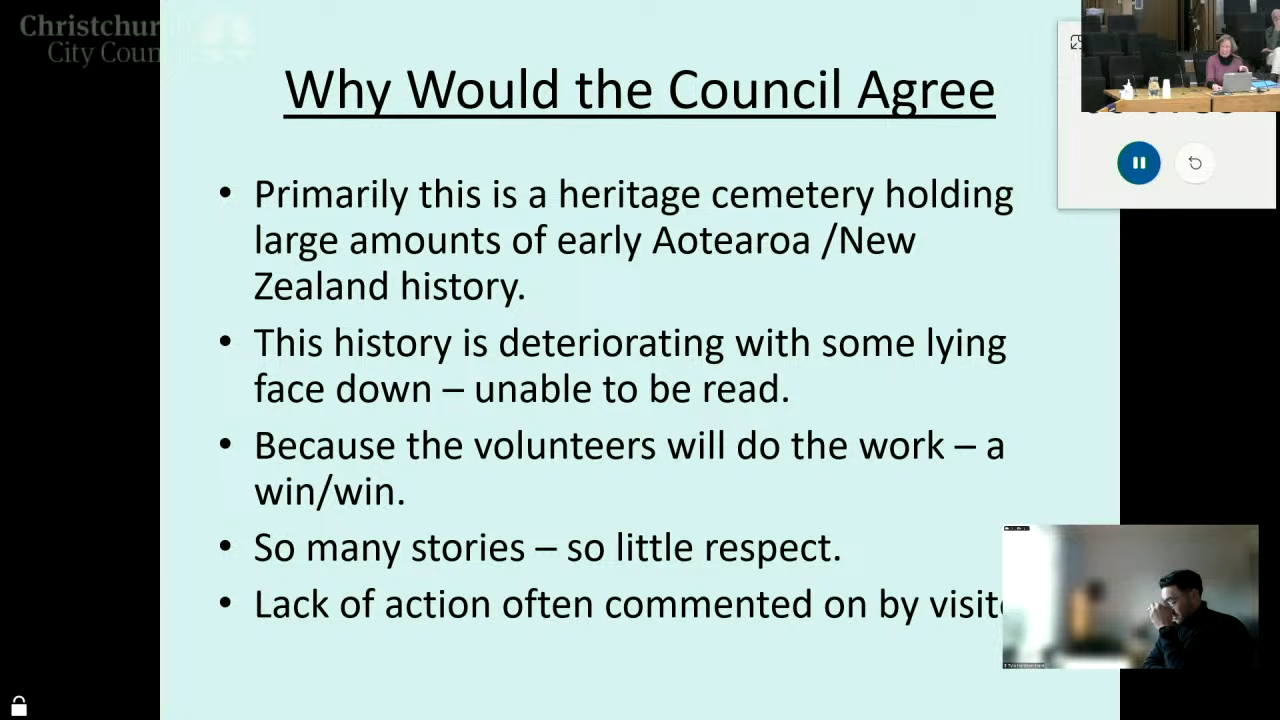 Christchur
City Coun
Why Would the Council Agree
• Primarily this is a heritage cemetery holding
large amounts of early Aotearoa /New
Zealand history.
• This history is deteriorating with some lying
face down – unable to be read.
• Because the volunteers will do the work – a
win/win.
• So many stories – so little respect.
• Lack of action often commented on by visit